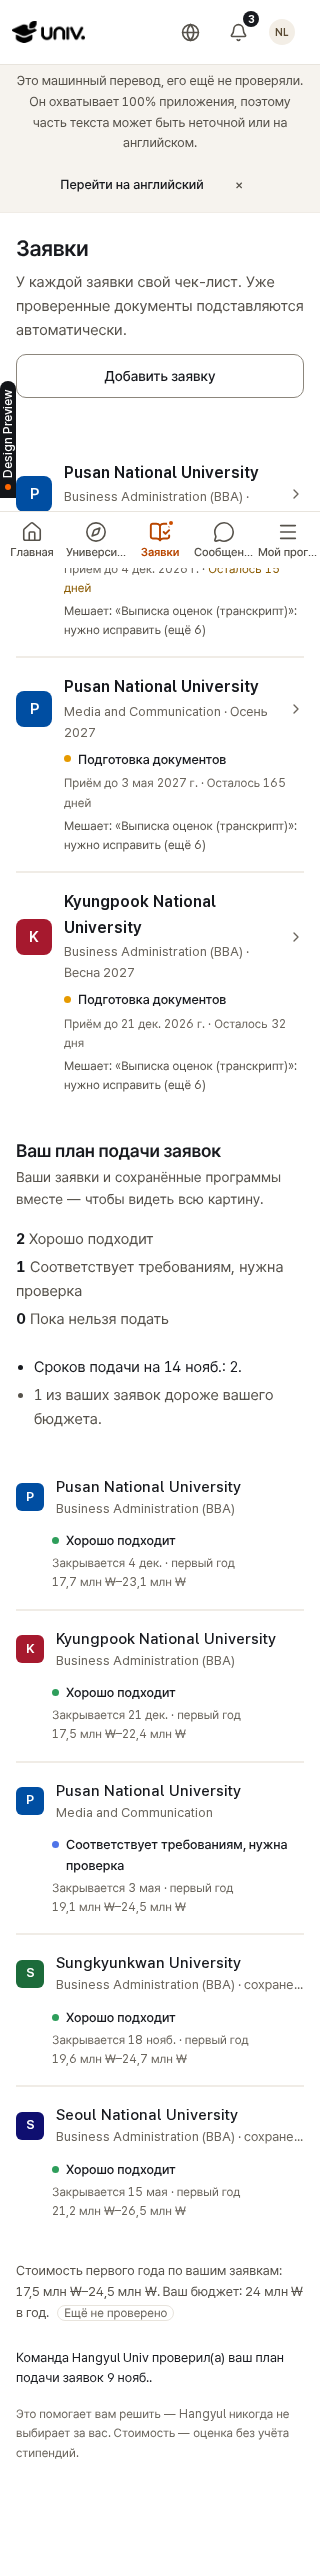 UNIV.
3
NL
Это машинный перевод, его ещё не проверяли.
Он охватывает 100% приложения, поэтому
часть текста может быть неточной или на
английском.
Перейти на английский ×
Заявки
У каждой заявки свой чек-лист. Уже
проверенные документы подставляются
автоматически.
Добавить заявку
Design Preview
P
Pusan National University
Business Administration (BBA) ·
Главная
Универси...
Заявки
Сообщен...
Мой прог...
Приём до 4 дек. 2026 г. · Осталось 15
дней
Мешает: «Выписка оценок (транскрипт)»:
нужно исправить (ещё 6)
P
Pusan National University
Media and Communication · Осень
2027
Подготовка документов
Приём до 3 мая 2027 г. · Осталось 165
дней
Мешает: «Выписка оценок (транскрипт)»:
нужно исправить (ещё 6)
K
Kyungpook National
University
Business Administration (BBA) ·
Весна 2027
Подготовка документов
Приём до 21 дек. 2026 г. · Осталось 32
дня
Мешает: «Выписка оценок (транскрипт)»:
нужно исправить (ещё 6)
Ваш план подачи заявок
Ваши заявки и сохранённые программы
вместе — чтобы видеть всю картину.
2 Хорошо подходит
1 Соответствует требованиям, нужна
проверка
0 Пока нельзя подать
• Сроков подачи на 14 нояб.: 2.
• 1 из ваших заявок дороже вашего
бюджета.
P
Pusan National University
Business Administration (BBA)
Хорошо подходит
Закрывается 4 дек. · первый год
17,7 млн ₩–23,1 млн ₩
K
Kyungpook National University
Business Administration (BBA)
Хорошо подходит
Закрывается 21 дек. · первый год
17,5 млн ₩–22,4 млн ₩
P
Pusan National University
Media and Communication
Соответствует требованиям, нужна
проверка
Закрывается 3 мая · первый год
19,1 млн ₩–24,5 млн ₩
S
Sungkyunkwan University
Business Administration (BBA) · сохране...
Хорошо подходит
Закрывается 18 нояб. · первый год
19,6 млн ₩–24,7 млн ₩
S
Seoul National University
Business Administration (BBA) · сохране...
Хорошо подходит
Закрывается 15 мая · первый год
21,2 млн ₩–26,5 млн ₩
Стоимость первого года по вашим заявкам:
17,5 млн ₩–24,5 млн ₩. Ваш бюджет: 24 млн ₩
в год. Ещё не проверено
Команда Hangyul Univ проверил(а) ваш план
подачи заявок 9 нояб..
Это помогает вам решить — Hangyul никогда не
выбирает за вас. Стоимость — оценка без учёта
стипендий.